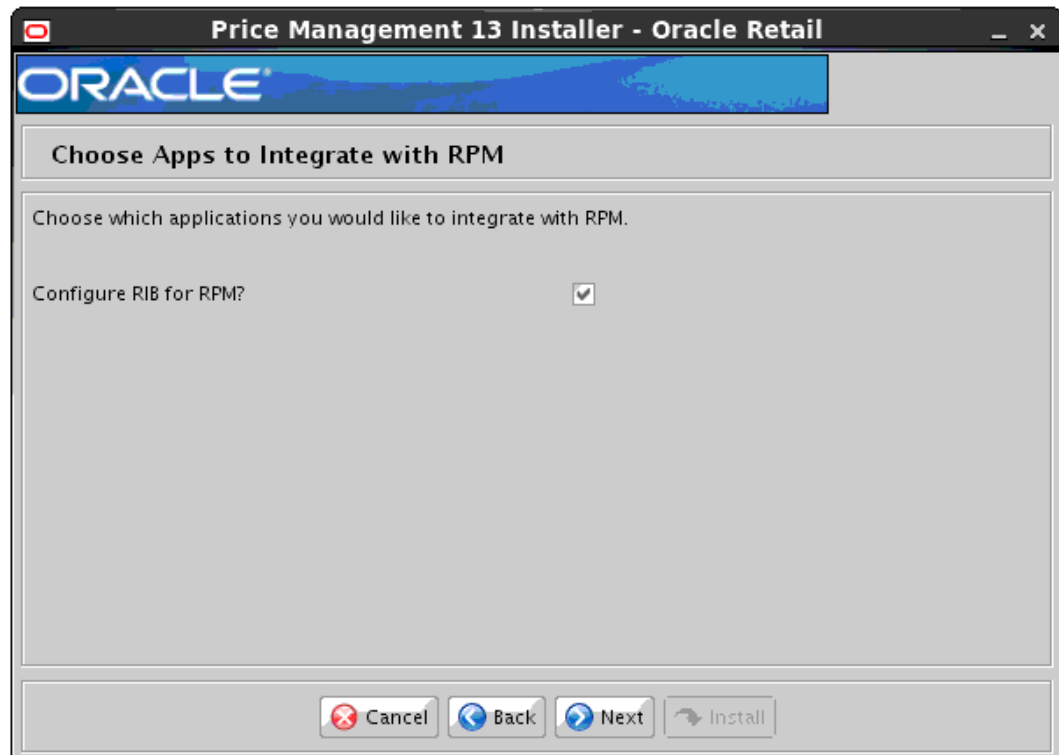 Price Management 13 Installer - Oracle Retail
ORACLE
Choose Apps to Integrate with RPM
Choose which applications you would like to integrate with RPM.
Configure RIB for RPM?
Cancel Back Next Install